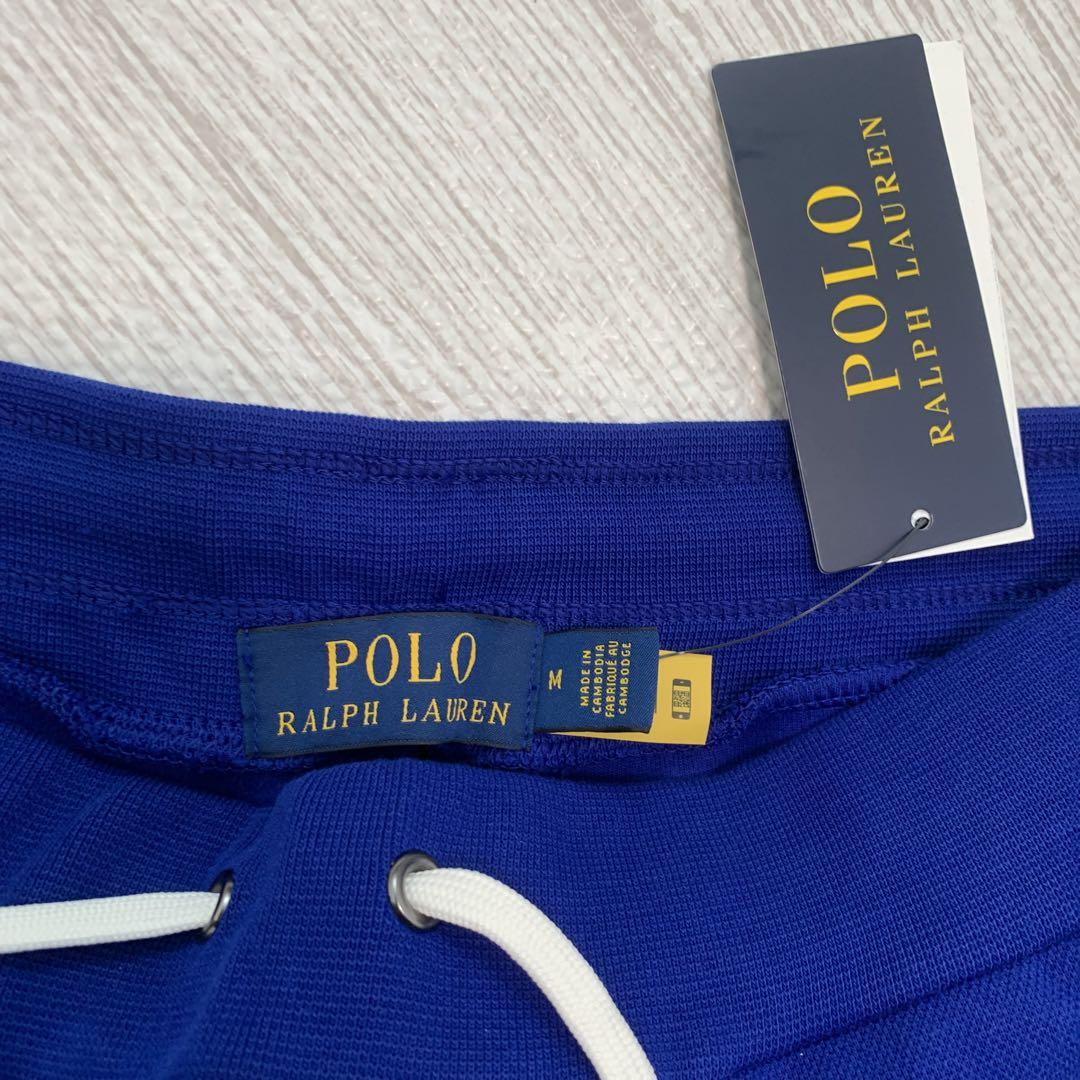 POLO
RALPH LAUREN
POLO
RALPH LAUREN
M
MADE IN
CAMBODIA
FABRIQUÉ AU
CAMBODGE